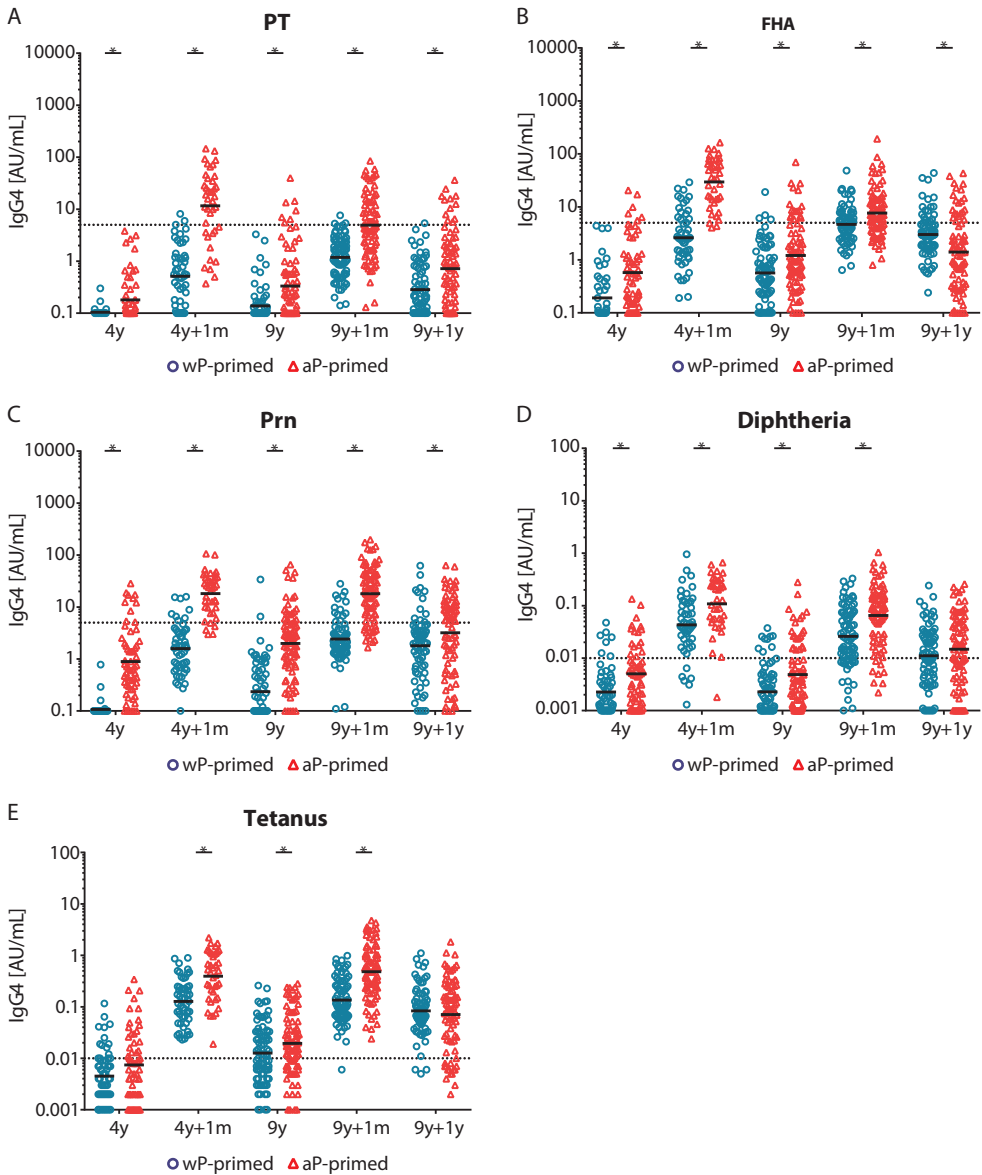 A
PT
* * * * *
10000
1000
100
10
1
0.1
IgG4 [AU/mL]
4y 4y+1m 9y 9y+1m 9y+1y
wP-primed aP-primed
B
FHA
* * * * *
10000
1000
100
10
1
0.1
IgG4 [AU/mL]
4y 4y+1m 9y 9y+1m 9y+1y
wP-primed aP-primed
C
Prn
* * * * *
10000
1000
100
10
1
0.1
IgG4 [AU/mL]
4y 4y+1m 9y 9y+1m 9y+1y
wP-primed aP-primed
D
Diphtheria
* * * *
100
10
1
0.1
0.01
0.001
IgG4 [AU/mL]
4y 4y+1m 9y 9y+1m 9y+1y
wP-primed aP-primed
E
Tetanus
* * *
100
10
1
0.1
0.01
0.001
IgG4 [AU/mL]
4y 4y+1m 9y 9y+1m 9y+1y
wP-primed aP-primed